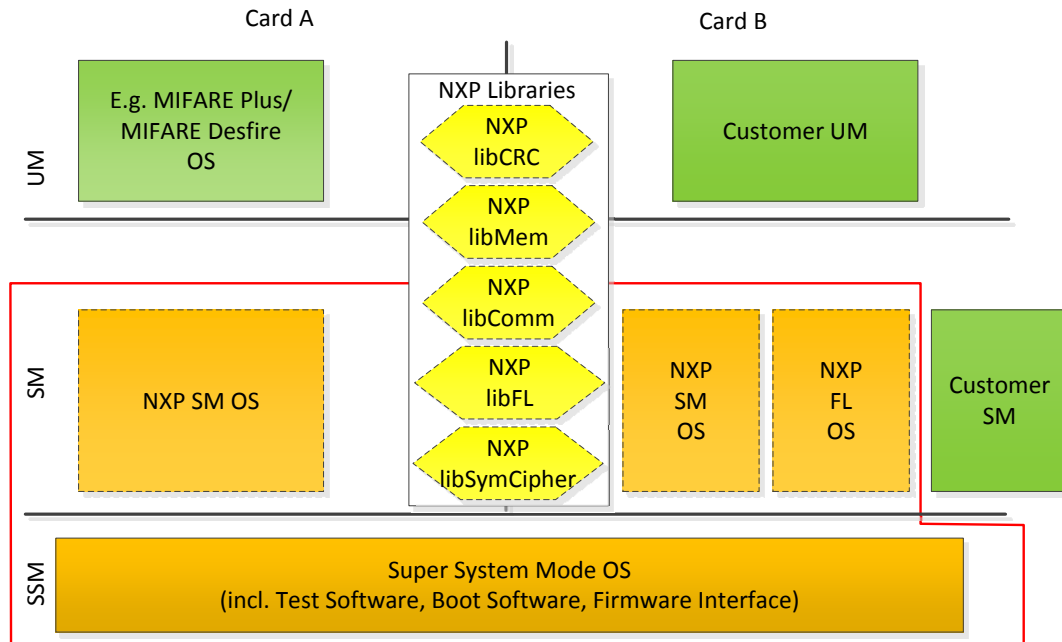 Card A
Card B
UM
E.g. MIFARE Plus/
MIFARE Desfire
OS
NXP Libraries
NXP
libCRC
NXP
libMem
NXP
libComm
NXP
libFL
NXP
libSymCipher
Customer UM
SM
NXP SM OS
NXP
SM
OS
NXP
FL
OS
Customer
SM
SSM
Super System Mode OS
(incl. Test Software, Boot Software, Firmware Interface)